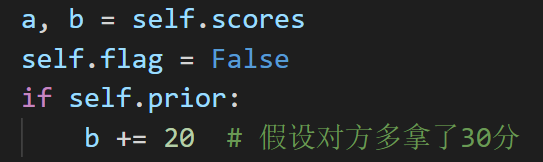 a, b = self.scores
self.flag = False
if self.prior:
    b += 20  # 假设对方多拿了30分